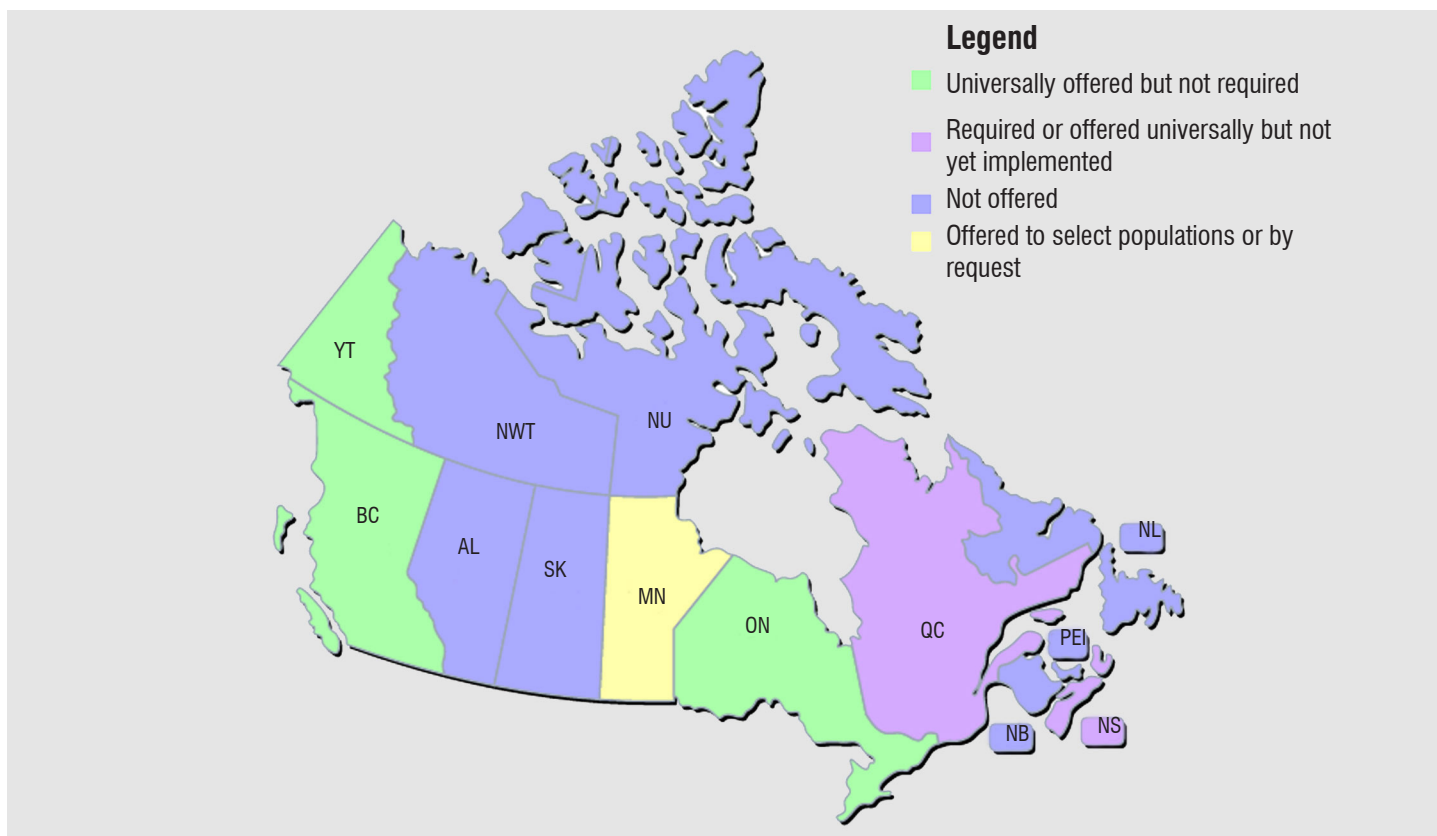 Legend
Universally offered but not required
Required or offered universally but not
yet implemented
Not offered
Offered to select populations or by
request
YT
NWT
NU
BC
AL
SK
MN
ON
QC
NL
PEI
NS
NB